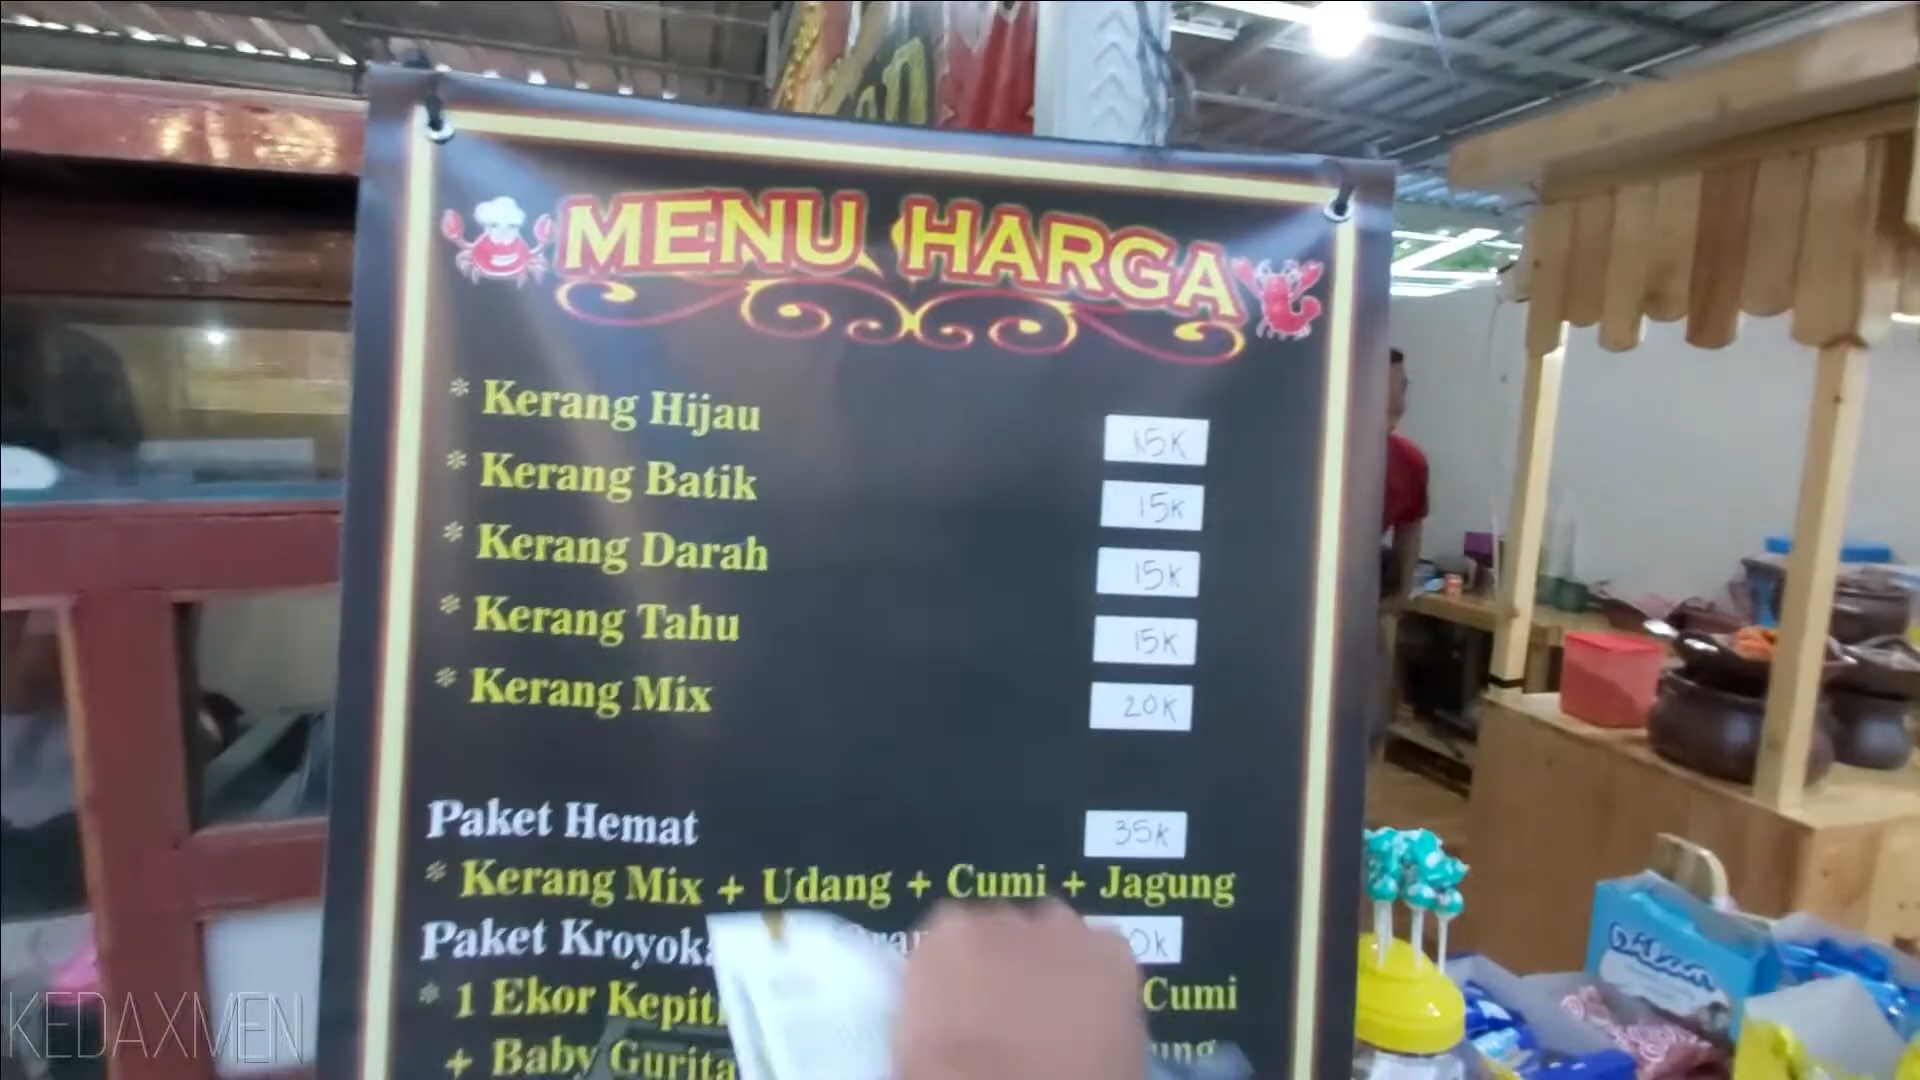 MENU HARGA
* Kerang Hijau 15K
* Kerang Batik 15K
* Kerang Darah 15K
* Kerang Tahu 15K
* Kerang Mix 20K
Paket Hemat 35K
* Kerang Mix + Udang + Cumi + Jagung
Paket
* 1 Ekor Cumi
+ Baby Gurita
KEDAXMEN